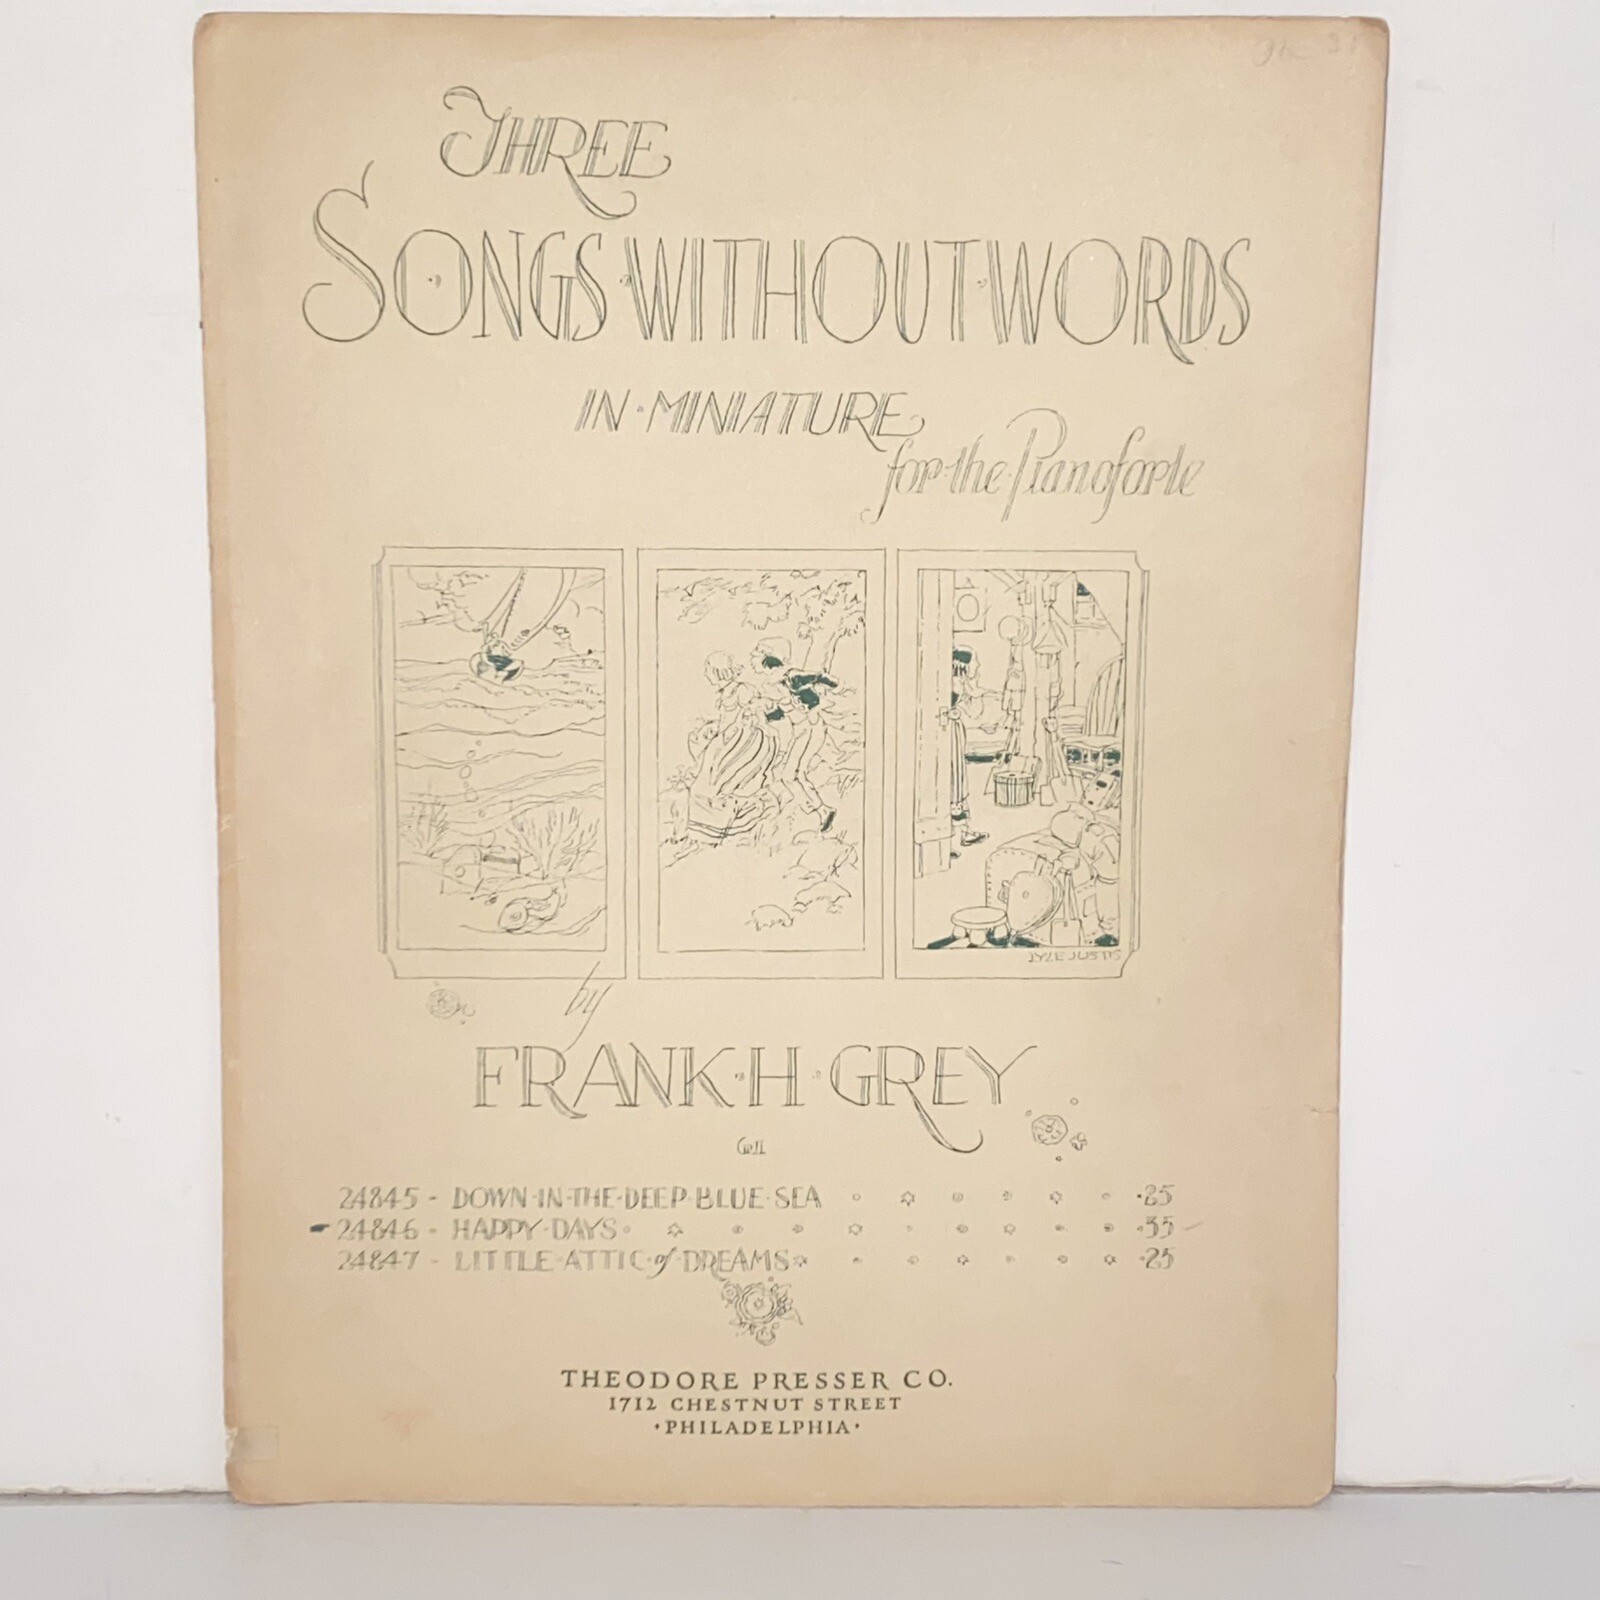 THREE
SONGS·WITHOUT·WORDS
IN·MINIATURE
for·the·Pianoforte
LYLE JUSTIS
by
FRANK·H·GREY
Gr. II
24845 - DOWN·IN·THE·DEEP·BLUE·SEA .25
24846 - HAPPY·DAYS .35
24847 - LITTLE·ATTIC·of·DREAMS .25
THEODORE PRESSER CO.
1712 CHESTNUT STREET
·PHILADELPHIA·